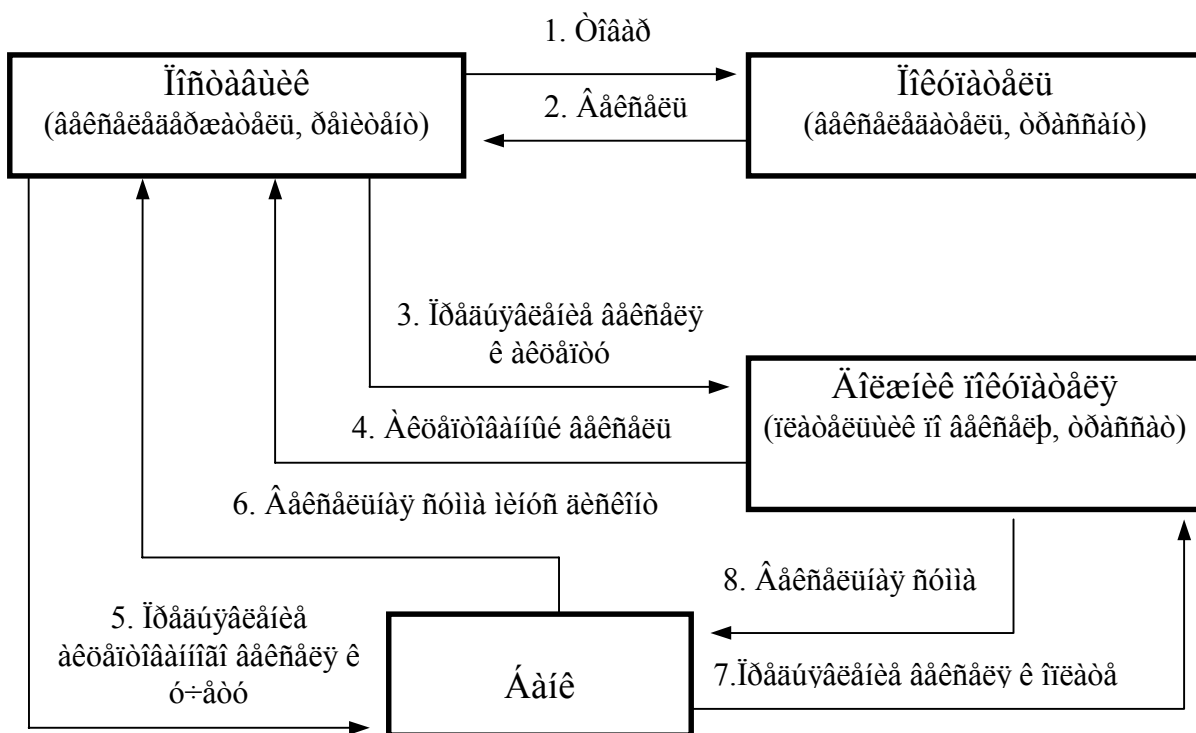 1. Òîâàð
Ïîñòàâùèê
(âåêñåëåäåðæàòåëü, ðåìèòåíò)
2. Âåêñåëü
Ïîêóïàòåëü
(âåêñåëåäàòåëü, òðàññàíò)
3. Ïðåäúÿâëåíèå âåêñåëÿ
ê àêöåïòó
4. Àêöåïòîâàííûé âåêñåëü
Äîëæíèê ïîêóïàòåëÿ
(ïëàòåëüùèê ïî âåêñåëþ, òðàññàò)
6. Âåêñåëüíàÿ ñóììà ìèíóñ äèñêîíò
8. Âåêñåëüíàÿ ñóììà
5. Ïðåäúÿâëåíèå
àêöåïòîâàííîãî âåêñåëÿ ê
ó÷åòó
Áàíê
7.Ïðåäúÿâëåíèå âåêñåëÿ ê îïëàòå